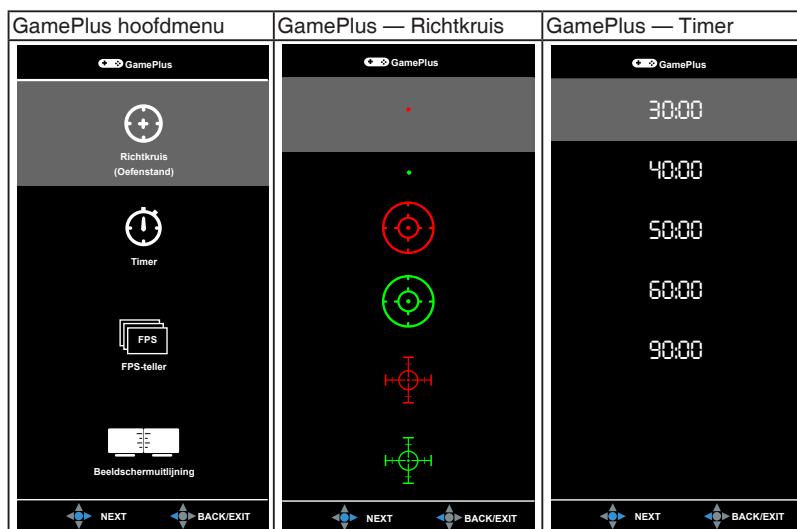 GamePlus hoofdmenu
GamePlus — Richtkruis
GamePlus — Timer
GamePlus
Richtkruis
(Oefenstand)
Timer
FPS
FPS-teller
Beeldschermuitlijning
NEXT BACK/EXIT
GamePlus
NEXT BACK/EXIT
GamePlus
30:00
40:00
50:00
60:00
90:00
NEXT BACK/EXIT